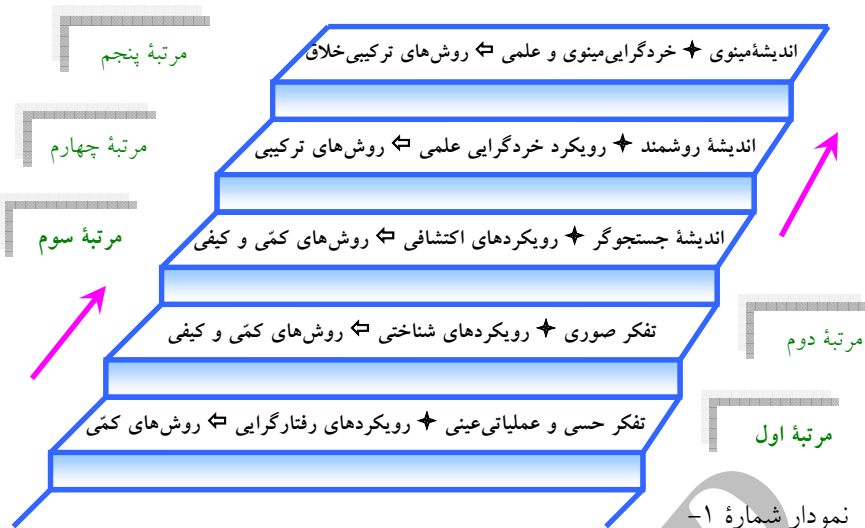 اندیشهٔ‌مینوی ✦ خردگرایی‌مینوی و علمی ⇦ روش‌های ترکیبی‌خلاق
مرتبهٔ پنجم
اندیشهٔ روشمند ✦ رویکرد خردگرایی علمی ⇦ روش‌های ترکیبی
مرتبهٔ چهارم
اندیشهٔ جستجوگر ✦ رویکردهای اکتشافی ⇦ روش‌های کمّی و کیفی
مرتبهٔ سوم
تفکر صوری ✦ رویکردهای شناختی ⇦ روش‌های کمّی و کیفی
مرتبهٔ دوم
تفکر حسی و عملیاتی‌عینی ✦ رویکردهای رفتارگرایی ⇦ روش‌های کمّی
مرتبهٔ اول
نمودار شمارهٔ ۱-